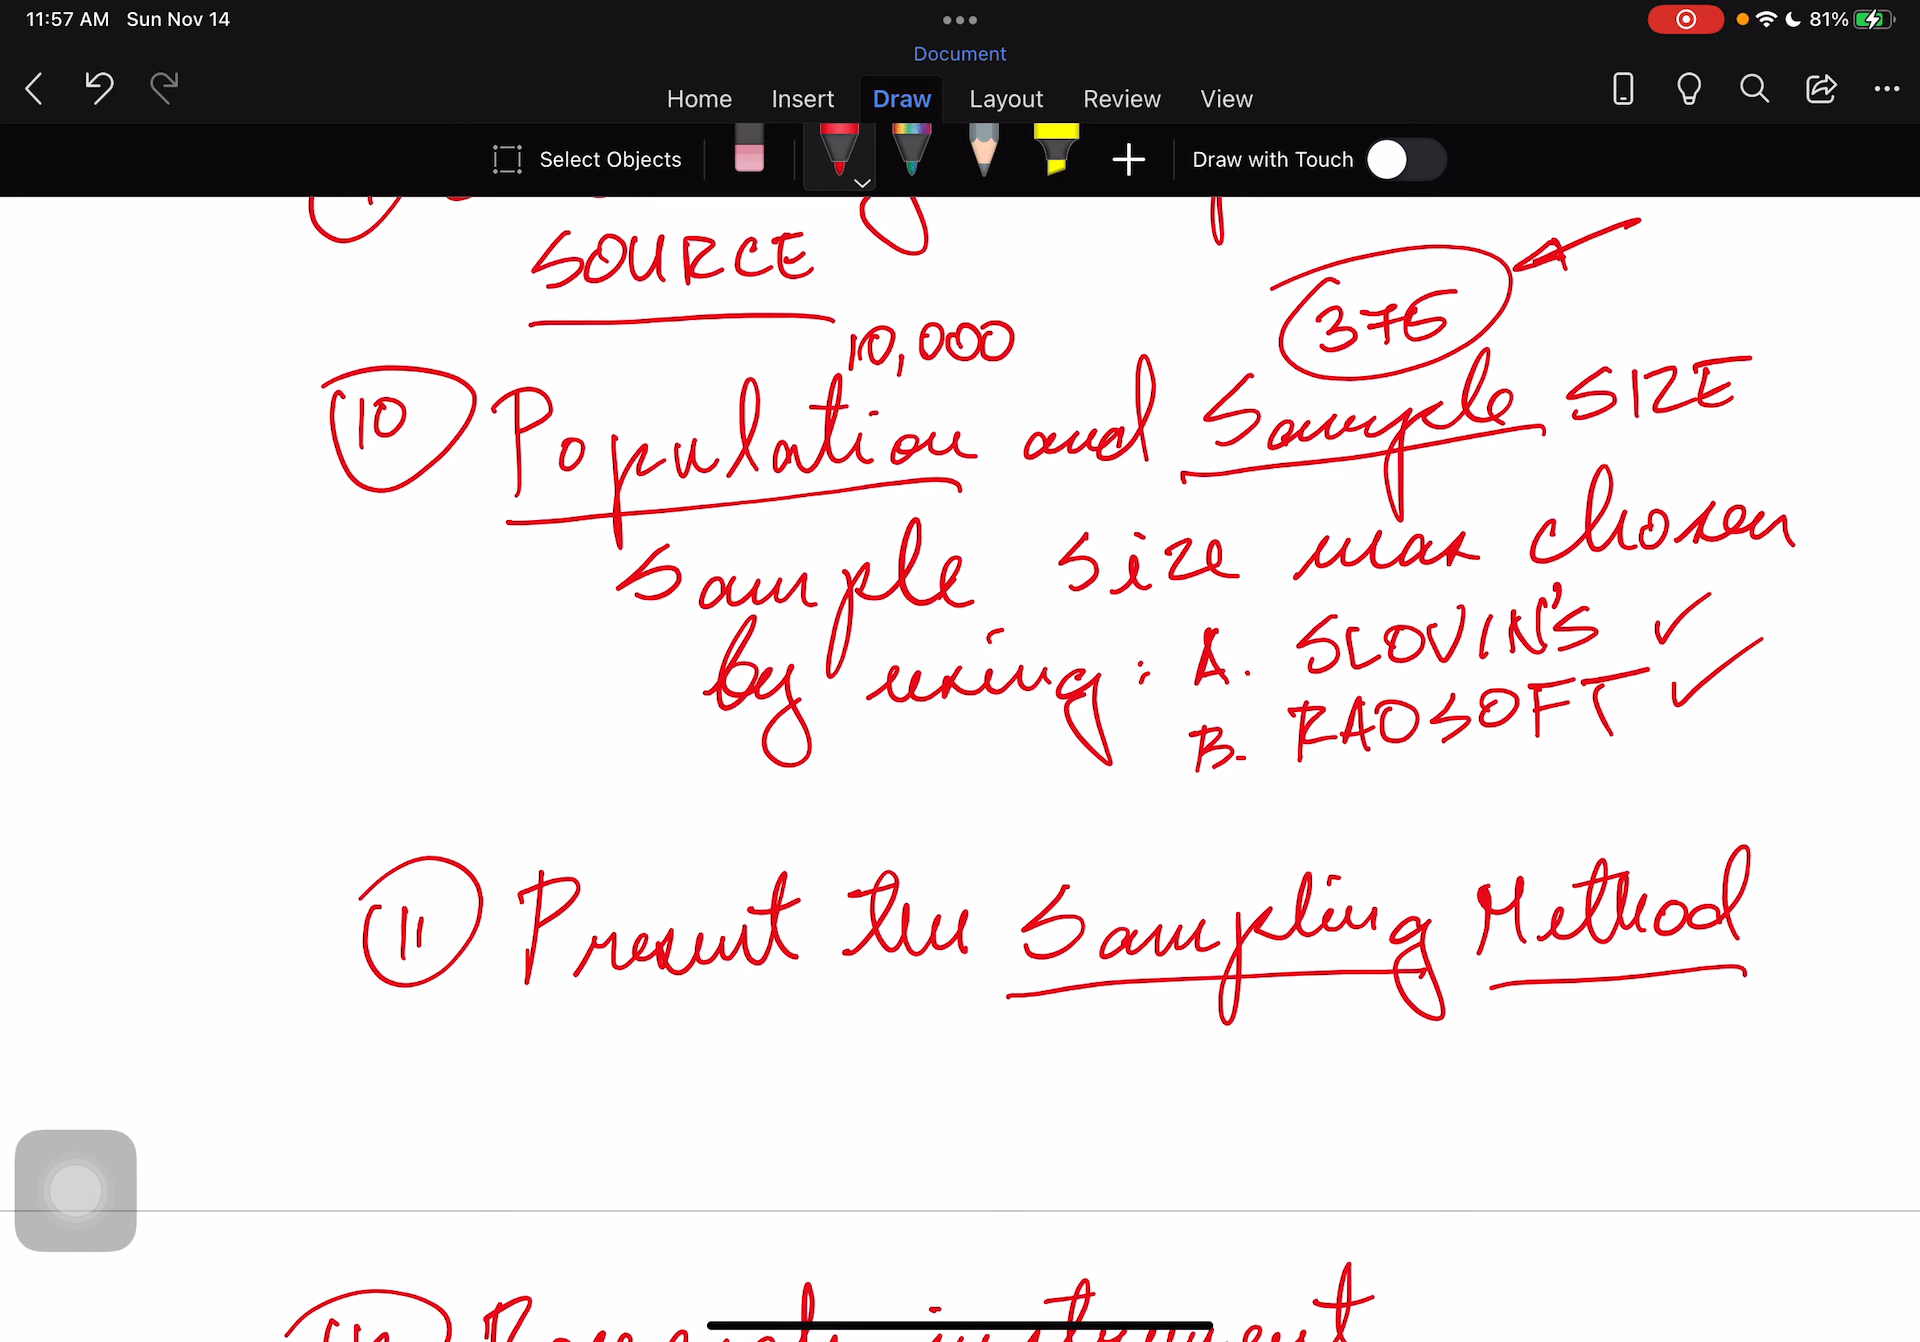 11:57 AM Sun Nov 14
81%
Document
Home Insert Draw Layout Review View
Select Objects
Draw with Touch
SOURCE
10,000
376
10 Population and Sample SIZE
Sample Size was chosen
by using: A. SLOVIN'S
B. RAOSOFT
11 Present the Sampling Method
Research instrument